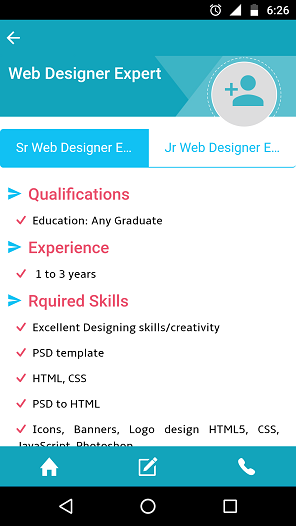 6:26
Web Designer Expert
Sr Web Designer E...
Jr Web Designer E...
Qualifications
Education: Any Graduate
Experience
1 to 3 years
Rquired Skills
Excellent Designing skills/creativity
PSD template
HTML, CSS
PSD to HTML
Icons, Banners, Logo design HTML5, CSS,
JavaScript, Photoshop